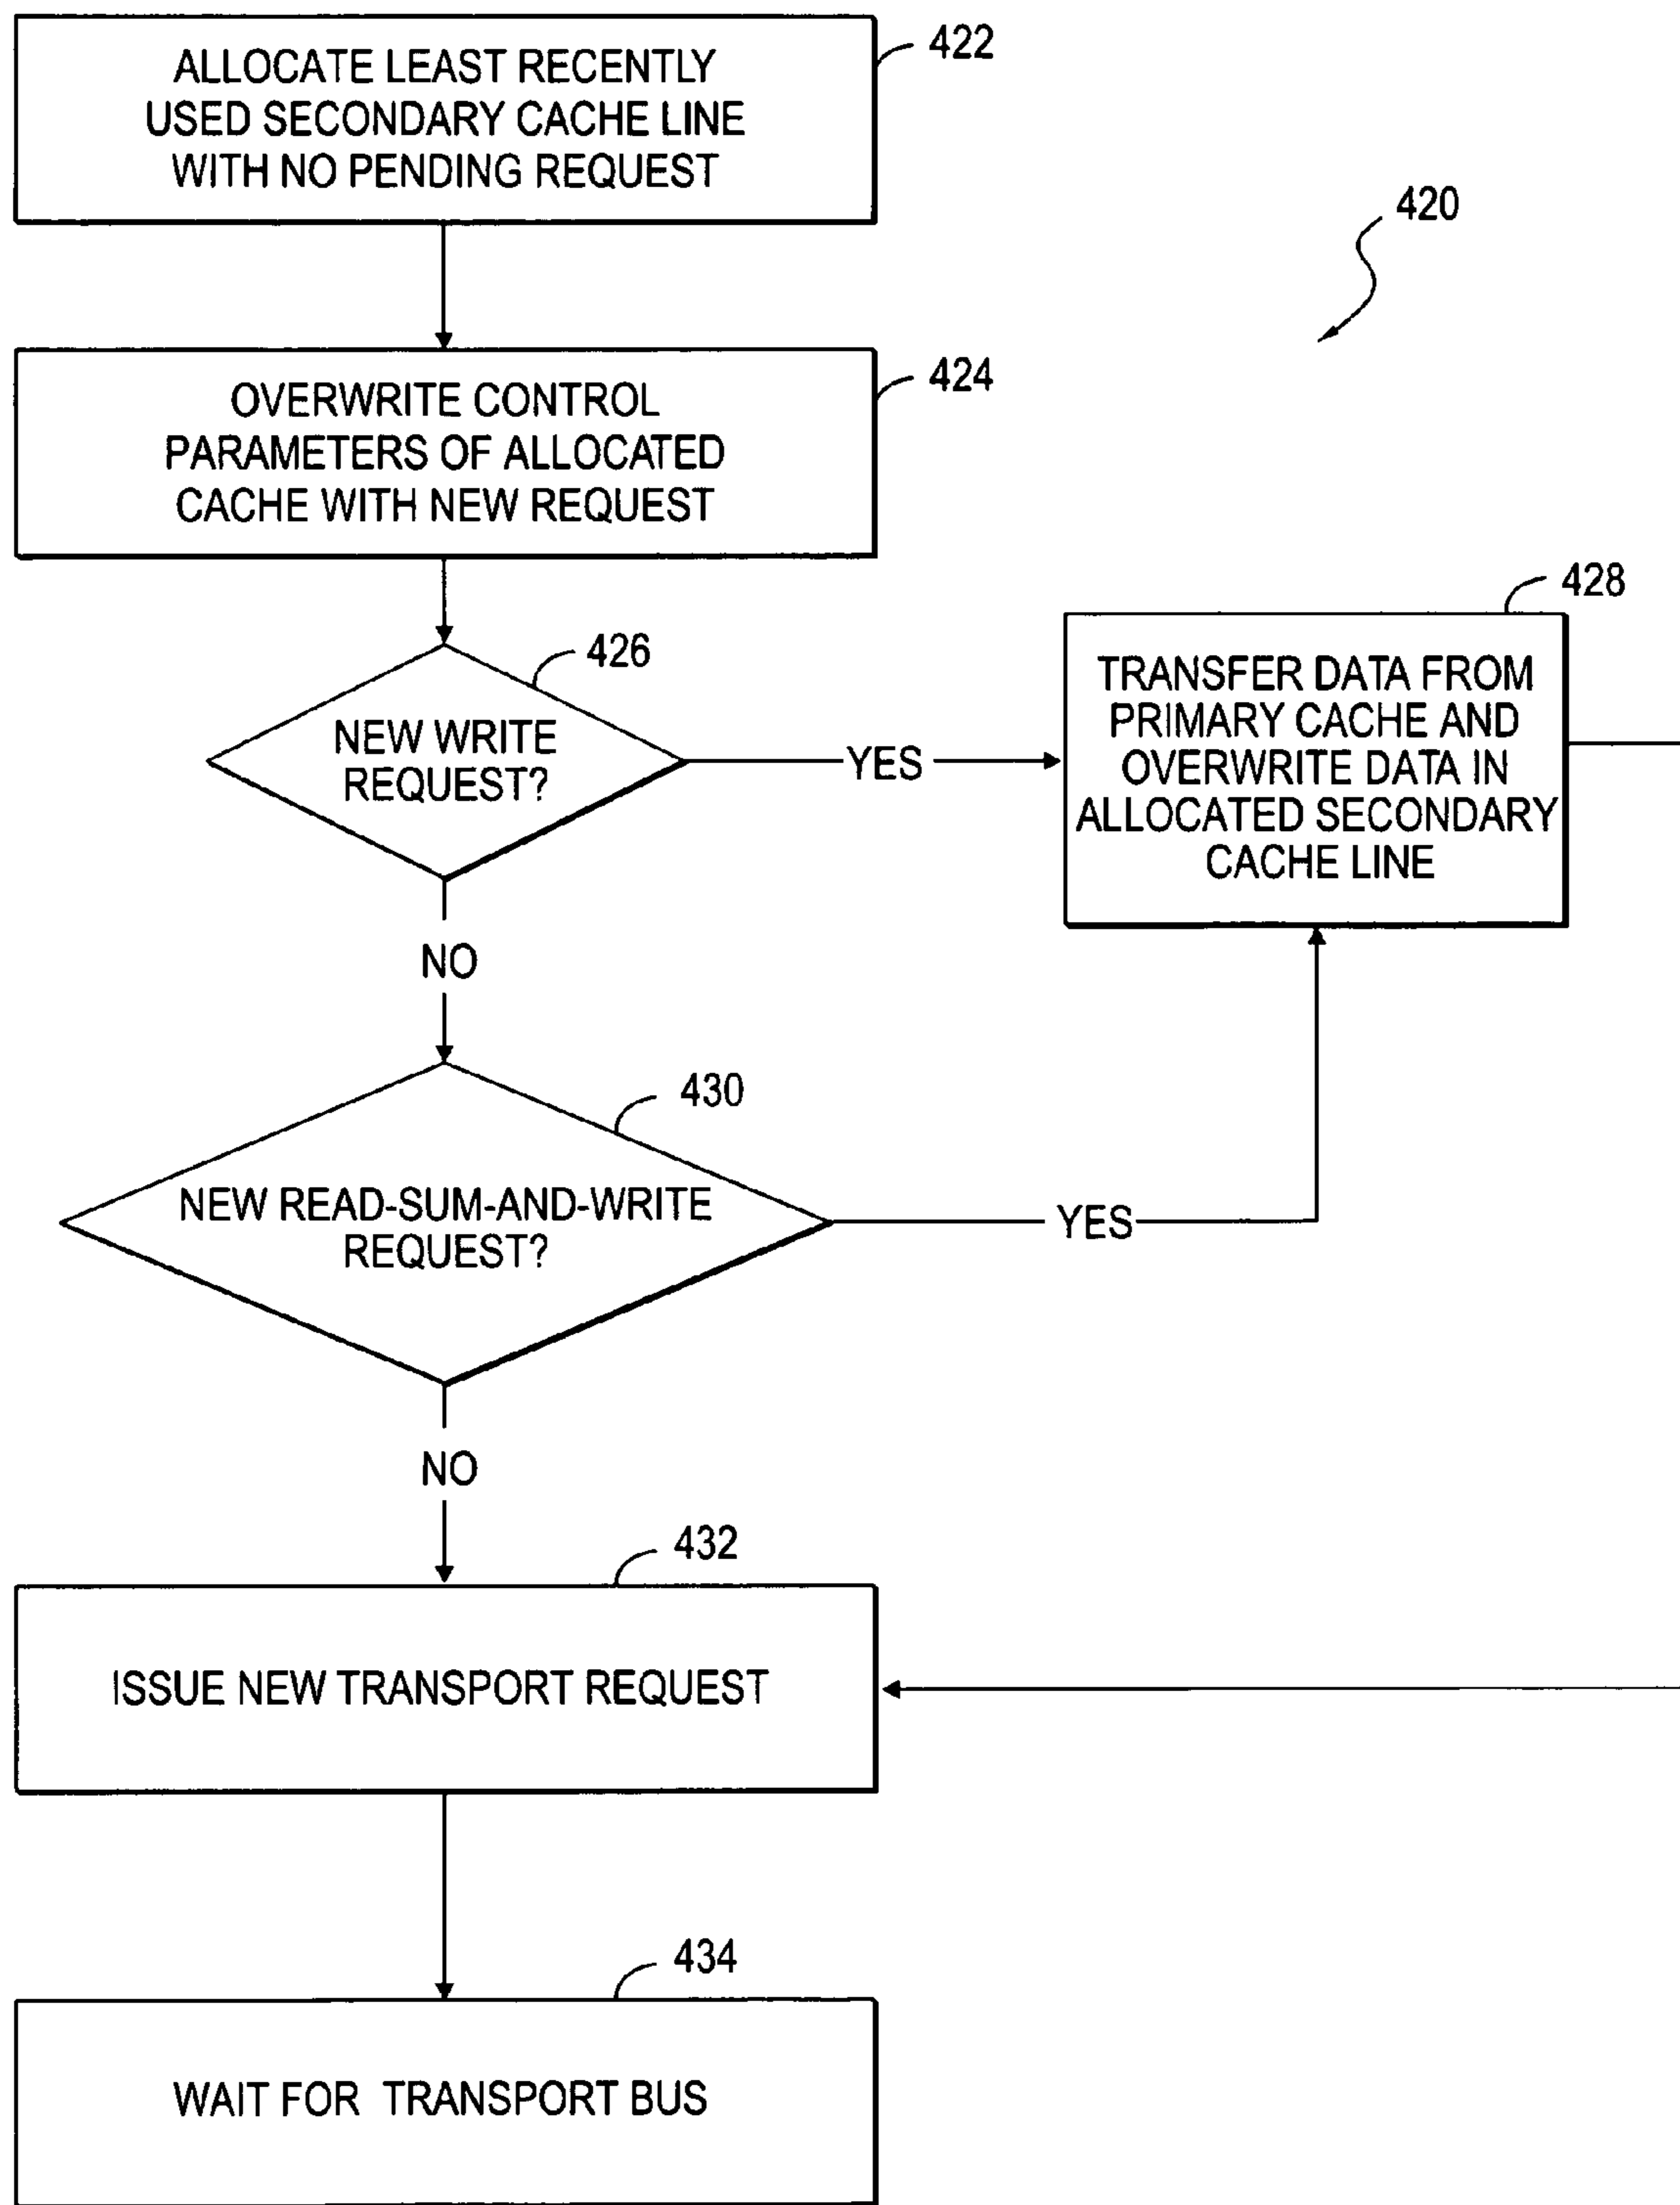 ALLOCATE LEAST RECENTLY
USED SECONDARY CACHE LINE
WITH NO PENDING REQUEST
422
420
OVERWRITE CONTROL
PARAMETERS OF ALLOCATED
CACHE WITH NEW REQUEST
424
426
NEW WRITE
REQUEST?
YES
428
TRANSFER DATA FROM
PRIMARY CACHE AND
OVERWRITE DATA IN
ALLOCATED SECONDARY
CACHE LINE
NO
430
NEW READ-SUM-AND-WRITE
REQUEST?
YES
NO
432
ISSUE NEW TRANSPORT REQUEST
434
WAIT FOR TRANSPORT BUS